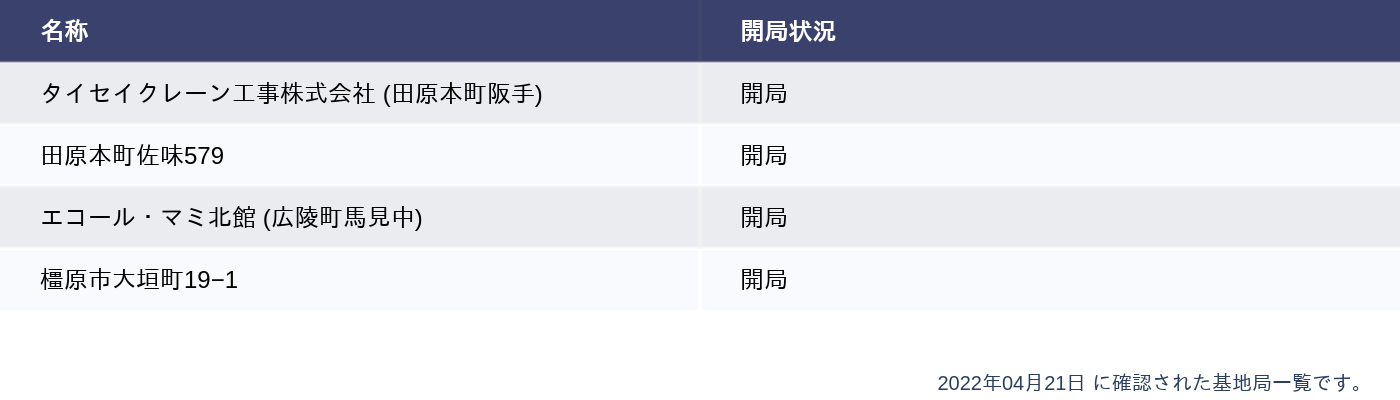 名称 開局状況
タイセイクレーン工事株式会社 (田原本町阪手) 開局
田原本町佐味579 開局
エコール・マミ北館 (広陵町馬見中) 開局
橿原市大垣町19−1 開局
2022年04月21日 に確認された基地局一覧です。